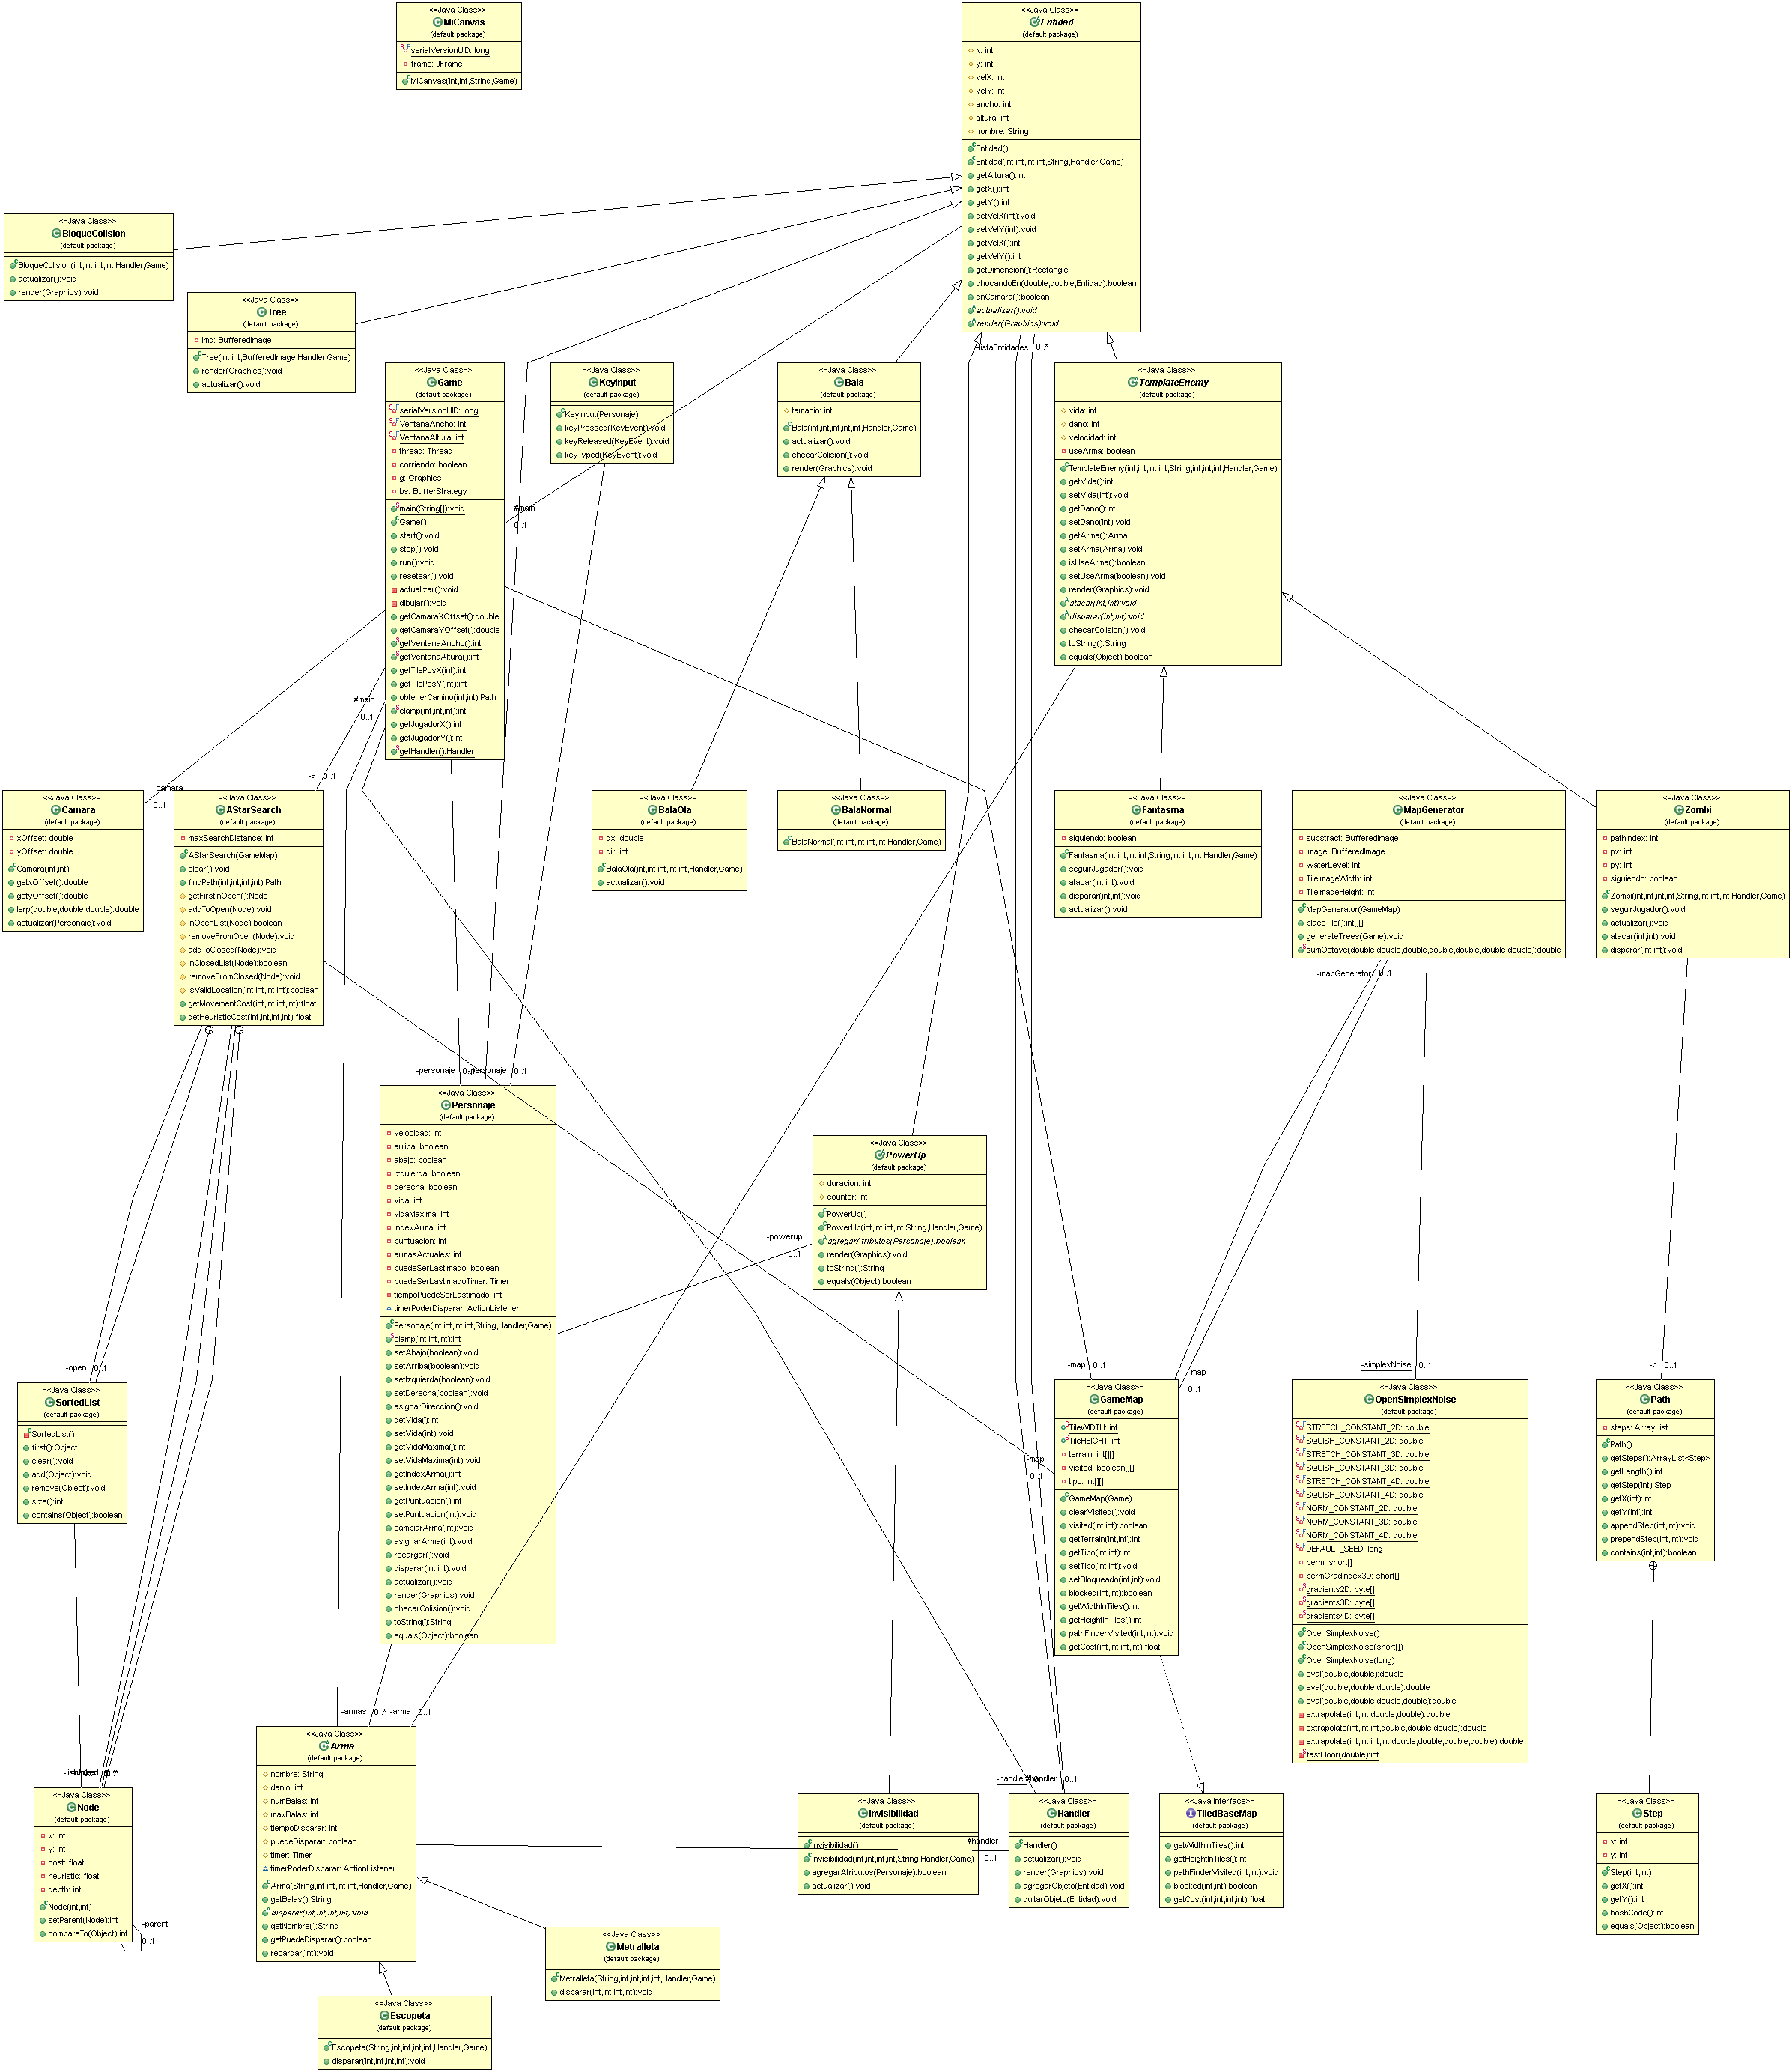 <<Java Class>>
MiCanvas
(default package)
serialVersionUID: long
frame: JFrame
MiCanvas(int,int,String,Game)
<<Java Class>>
Entidad
(default package)
x: int
y: int
velX: int
velY: int
ancho: int
altura: int
nombre: String
Entidad()
Entidad(int,int,int,int,String,Handler,Game)
getAltura():int
getX():int
getY():int
setVelX(int):void
setVelY(int):void
getVelX():int
getVelY():int
getDimension():Rectangle
chocandoEn(double,double,Entidad):boolean
enCamara():boolean
actualizar():void
render(Graphics):void
<<Java Class>>
BloqueColision
(default package)
BloqueColision(int,int,int,int,Handler,Game)
actualizar():void
render(Graphics):void
<<Java Class>>
Tree
(default package)
img: BufferedImage
Tree(int,int,BufferedImage,Handler,Game)
render(Graphics):void
actualizar():void
listaEntidades
0..*
<<Java Class>>
Game
(default package)
serialVersionUID: long
VentanaAncho: int
VentanaAltura: int
thread: Thread
corriendo: boolean
g: Graphics
bs: BufferStrategy
main(String[]):void
Game()
start():void
stop():void
run():void
resetear():void
actualizar():void
dibujar():void
getCamaraXOffset():double
getCamaraYOffset():double
getVentanaAncho():int
getVentanaAltura():int
getTilePosX(int):int
getTilePosY(int):int
obtenerCamino(int,int):Path
clamp(int,int,int):int
getJugadorX():int
getJugadorY():int
getHandler():Handler
<<Java Class>>
KeyInput
(default package)
KeyInput(Personaje)
keyPressed(KeyEvent):void
keyReleased(KeyEvent):void
keyTyped(KeyEvent):void
<<Java Class>>
Bala
(default package)
tamanio: int
Bala(int,int,int,int,int,Handler,Game)
actualizar():void
checarColision():void
render(Graphics):void
<<Java Class>>
TemplateEnemy
(default package)
vida: int
dano: int
velocidad: int
useArma: boolean
TemplateEnemy(int,int,int,int,String,int,int,int,Handler,Game)
getVida():int
setVida(int):void
getDano():int
setDano(int):void
getArma():Arma
setArma(Arma):void
isUseArma():boolean
setUseArma(boolean):void
render(Graphics):void
atacar(int,int):void
disparar(int,int):void
checarColision():void
toString():String
equals(Object):boolean
#main
0..1
#main
0..1
-a
0..1
-camara
0..1
<<Java Class>>
Camara
(default package)
xOffset: double
yOffset: double
Camara(int,int)
getxOffset():double
getyOffset():double
lerp(double,double,double):double
actualizar(Personaje):void
<<Java Class>>
AStarSearch
(default package)
maxSearchDistance: int
AStarSearch(GameMap)
clear():void
findPath(int,int,int,int):Path
getFirstInOpen():Node
addToOpen(Node):void
inOpenList(Node):boolean
removeFromOpen(Node):void
addToClosed(Node):void
inClosedList(Node):boolean
removeFromClosed(Node):void
isValidLocation(int,int,int,int):boolean
getMovementCost(int,int,int,int):float
getHeuristicCost(int,int,int,int):float
<<Java Class>>
BalaOla
(default package)
dx: double
dir: int
BalaOla(int,int,int,int,int,Handler,Game)
actualizar():void
<<Java Class>>
BalaNormal
(default package)
BalaNormal(int,int,int,int,int,Handler,Game)
<<Java Class>>
Fantasma
(default package)
siguiendo: boolean
Fantasma(int,int,int,int,String,int,int,int,Handler,Game)
seguirJugador():void
atacar(int,int):void
disparar(int,int):void
actualizar():void
<<Java Class>>
MapGenerator
(default package)
substract: BufferedImage
image: BufferedImage
waterLevel: int
TileImageWidth: int
TileImageHeight: int
MapGenerator(GameMap)
placeTile():int[][]
generateTrees(Game):void
sumOctave(double,double,double,double,double,double,double):double
<<Java Class>>
Zombi
(default package)
pathIndex: int
px: int
py: int
siguiendo: boolean
Zombi(int,int,int,int,String,int,int,int,Handler,Game)
seguirJugador():void
actualizar():void
atacar(int,int):void
disparar(int,int):void
-mapGenerator
0..1
-personaje
-personaje
0..1
<<Java Class>>
Personaje
(default package)
velocidad: int
arriba: boolean
abajo: boolean
izquierda: boolean
derecha: boolean
vida: int
vidaMaxima: int
indexArma: int
puntuacion: int
armasActuales: int
puedeSerLastimado: boolean
puedeSerLastimadoTimer: Timer
tiempoPuedeSerLastimado: int
timerPoderDisparar: ActionListener
Personaje(int,int,int,int,String,Handler,Game)
clamp(int,int,int):int
setAbajo(boolean):void
setArriba(boolean):void
setIzquierda(boolean):void
setDerecha(boolean):void
asignarDireccion():void
getVida():int
setVida(int):void
getVidaMaxima():int
setVidaMaxima(int):void
getIndexArma():int
setIndexArma(int):void
getPuntuacion():int
setPuntuacion(int):void
cambiarArma(int):void
asignarArma(int):void
recargar():void
disparar(int,int):void
actualizar():void
render(Graphics):void
checarColision():void
toString():String
equals(Object):boolean
<<Java Class>>
PowerUp
(default package)
duracion: int
counter: int
PowerUp()
PowerUp(int,int,int,int,String,Handler,Game)
agregarAtributos(Personaje):boolean
render(Graphics):void
toString():String
equals(Object):boolean
-powerup
0..1
-open
0..1
<<Java Class>>
SortedList
(default package)
SortedList()
first():Object
clear():void
add(Object):void
remove(Object):void
size():int
contains(Object):boolean
-map
0..1
-map
0..1
-map
0..1
<<Java Class>>
GameMap
(default package)
TileWIDTH: int
TileHEIGHT: int
terrain: int[][]
visited: boolean[][]
tipo: int[][]
GameMap(Game)
clearVisited():void
visited(int,int):boolean
getTerrain(int,int):int
getTipo(int,int):int
setTipo(int,int):void
setBloqueado(int,int):void
blocked(int,int):boolean
getWidthInTiles():int
getHeightInTiles():int
pathFinderVisited(int,int):void
getCost(int,int,int,int):float
-simplexNoise
0..1
<<Java Class>>
OpenSimplexNoise
(default package)
STRETCH_CONSTANT_2D: double
SQUISH_CONSTANT_2D: double
STRETCH_CONSTANT_3D: double
SQUISH_CONSTANT_3D: double
STRETCH_CONSTANT_4D: double
SQUISH_CONSTANT_4D: double
NORM_CONSTANT_2D: double
NORM_CONSTANT_3D: double
NORM_CONSTANT_4D: double
DEFAULT_SEED: long
perm: short[]
permGradIndex3D: short[]
gradients2D: byte[]
gradients3D: byte[]
gradients4D: byte[]
OpenSimplexNoise()
OpenSimplexNoise(short[])
OpenSimplexNoise(long)
eval(double,double):double
eval(double,double,double):double
eval(double,double,double,double):double
extrapolate(int,int,double,double):double
extrapolate(int,int,int,double,double,double):double
extrapolate(int,int,int,int,double,double,double,double):double
fastFloor(double):int
-p
0..1
<<Java Class>>
Path
(default package)
steps: ArrayList
Path()
getSteps():ArrayList<Step>
getLength():int
getStep(int):Step
getX(int):int
getY(int):int
appendStep(int,int):void
prependStep(int,int):void
contains(int,int):boolean
-armas
0..*
-arma
0..1
<<Java Class>>
Arma
(default package)
nombre: String
danio: int
numBalas: int
maxBalas: int
tiempoDisparar: int
puedeDisparar: boolean
timer: Timer
timerPoderDisparar: ActionListener
Arma(String,int,int,int,int,Handler,Game)
getBalas():String
disparar(int,int,int,int):void
getNombre():String
getPuedeDisparar():boolean
recargar(int):void
<<Java Class>>
Node
(default package)
x: int
y: int
cost: float
heuristic: float
depth: int
Node(int,int)
setParent(Node):int
compareTo(Object):int
-parent
0..1
<<Java Class>>
Invisibilidad
(default package)
Invisibilidad()
Invisibilidad(int,int,int,int,String,Handler,Game)
agregarAtributos(Personaje):boolean
actualizar():void
-handler
0..1
#handler
0..1
<<Java Class>>
Handler
(default package)
Handler()
actualizar():void
render(Graphics):void
agregarObjeto(Entidad):void
quitarObjeto(Entidad):void
<<Java Interface>>
TiledBaseMap
(default package)
getWidthInTiles():int
getHeightInTiles():int
pathFinderVisited(int,int):void
blocked(int,int):boolean
getCost(int,int,int,int):float
<<Java Class>>
Step
(default package)
x: int
y: int
Step(int,int)
getX():int
getY():int
hashCode():int
equals(Object):boolean
<<Java Class>>
Metralleta
(default package)
Metralleta(String,int,int,int,int,Handler,Game)
disparar(int,int,int,int):void
<<Java Class>>
Escopeta
(default package)
Escopeta(String,int,int,int,int,Handler,Game)
disparar(int,int,int,int):void